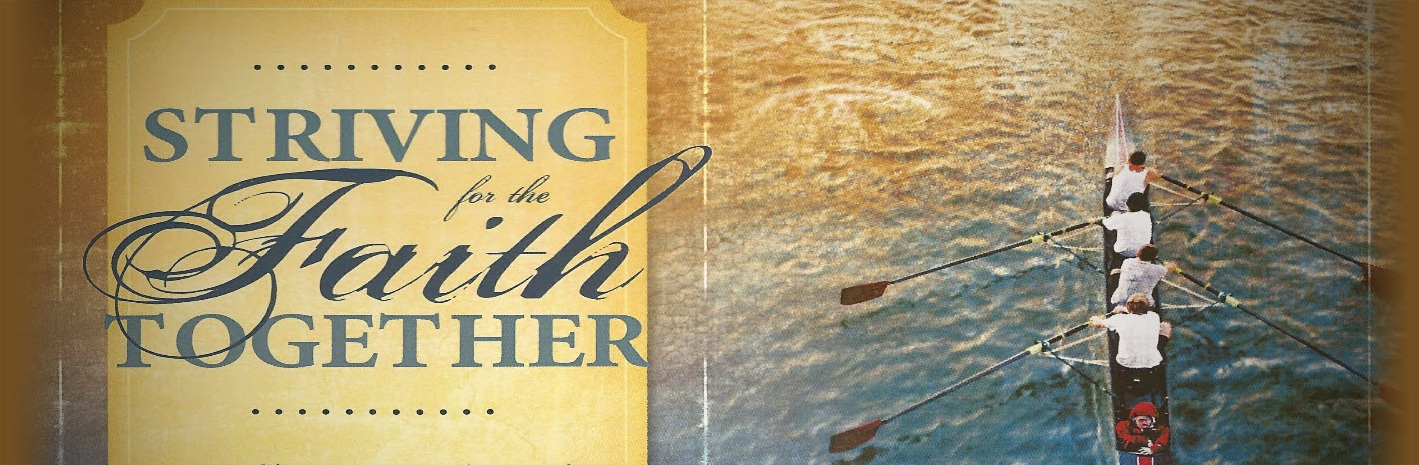 STRIVING
for the
Faith
TOGETHER